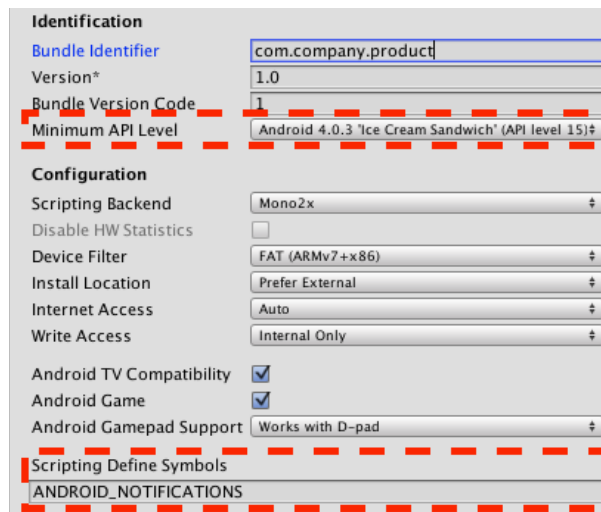 Identification
Bundle Identifier com.company.product
Version* 1.0
Bundle Version Code 1
Minimum API Level Android 4.0.3 'Ice Cream Sandwich' (API level 15)
Configuration
Scripting Backend Mono2x
Disable HW Statistics
Device Filter FAT (ARMv7+x86)
Install Location Prefer External
Internet Access Auto
Write Access Internal Only
Android TV Compatibility
Android Game
Android Gamepad Support Works with D-pad
Scripting Define Symbols
ANDROID_NOTIFICATIONS